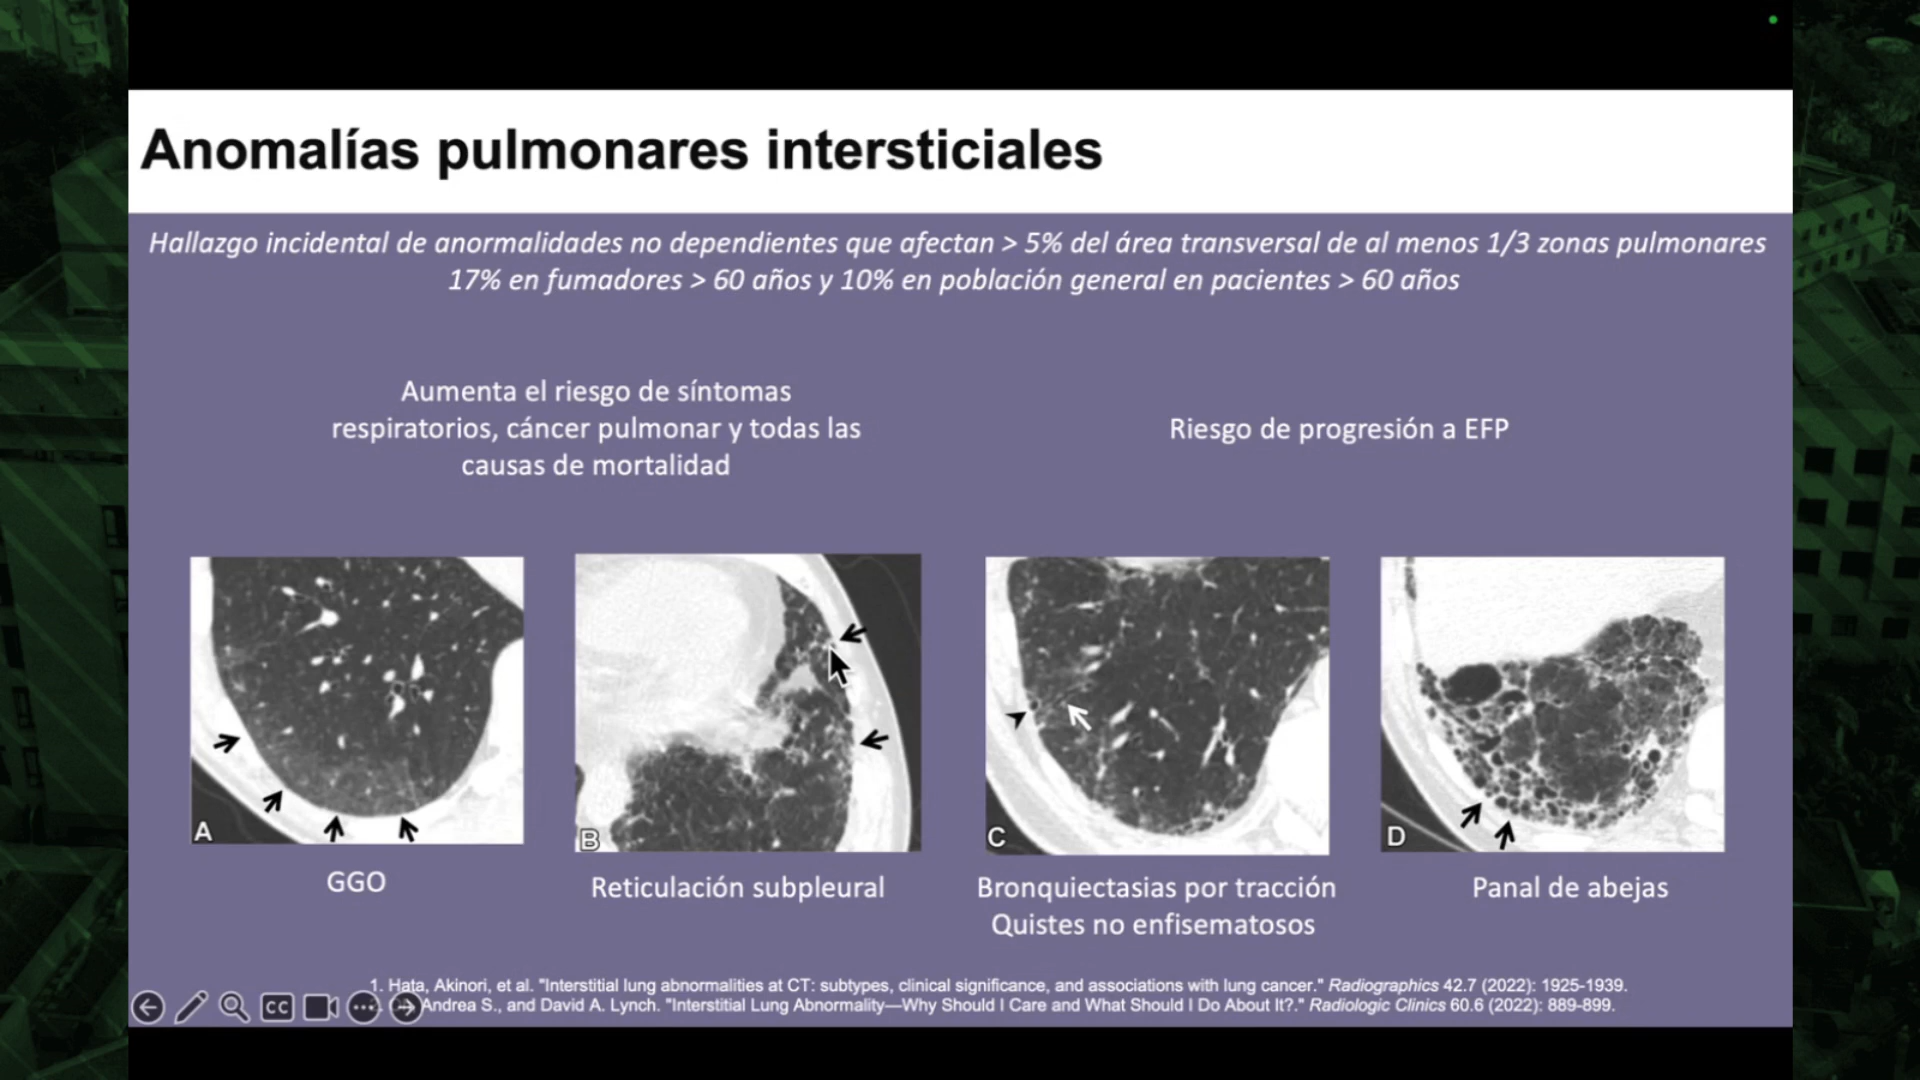 Anomalías pulmonares intersticiales
Hallazgo incidental de anormalidades no dependientes que afectan > 5% del área transversal de al menos 1/3 zonas pulmonares
17% en fumadores > 60 años y 10% en población general en pacientes > 60 años
Aumenta el riesgo de síntomas
respiratorios, cáncer pulmonar y todas las
causas de mortalidad
Riesgo de progresión a EFP
A
B
C
D
GGO
Reticulación subpleural
Bronquiectasias por tracción
Quistes no enfisematosos
Panal de abejas
1. Hata, Akinori, et al. "Interstitial lung abnormalities at CT: subtypes, clinical significance, and associations with lung cancer." Radiographics 42.7 (2022): 1925-1939.
Andrea S., and David A. Lynch. "Interstitial Lung Abnormality—Why Should I Care and What Should I Do About It?." Radiologic Clinics 60.6 (2022): 889-899.
CC